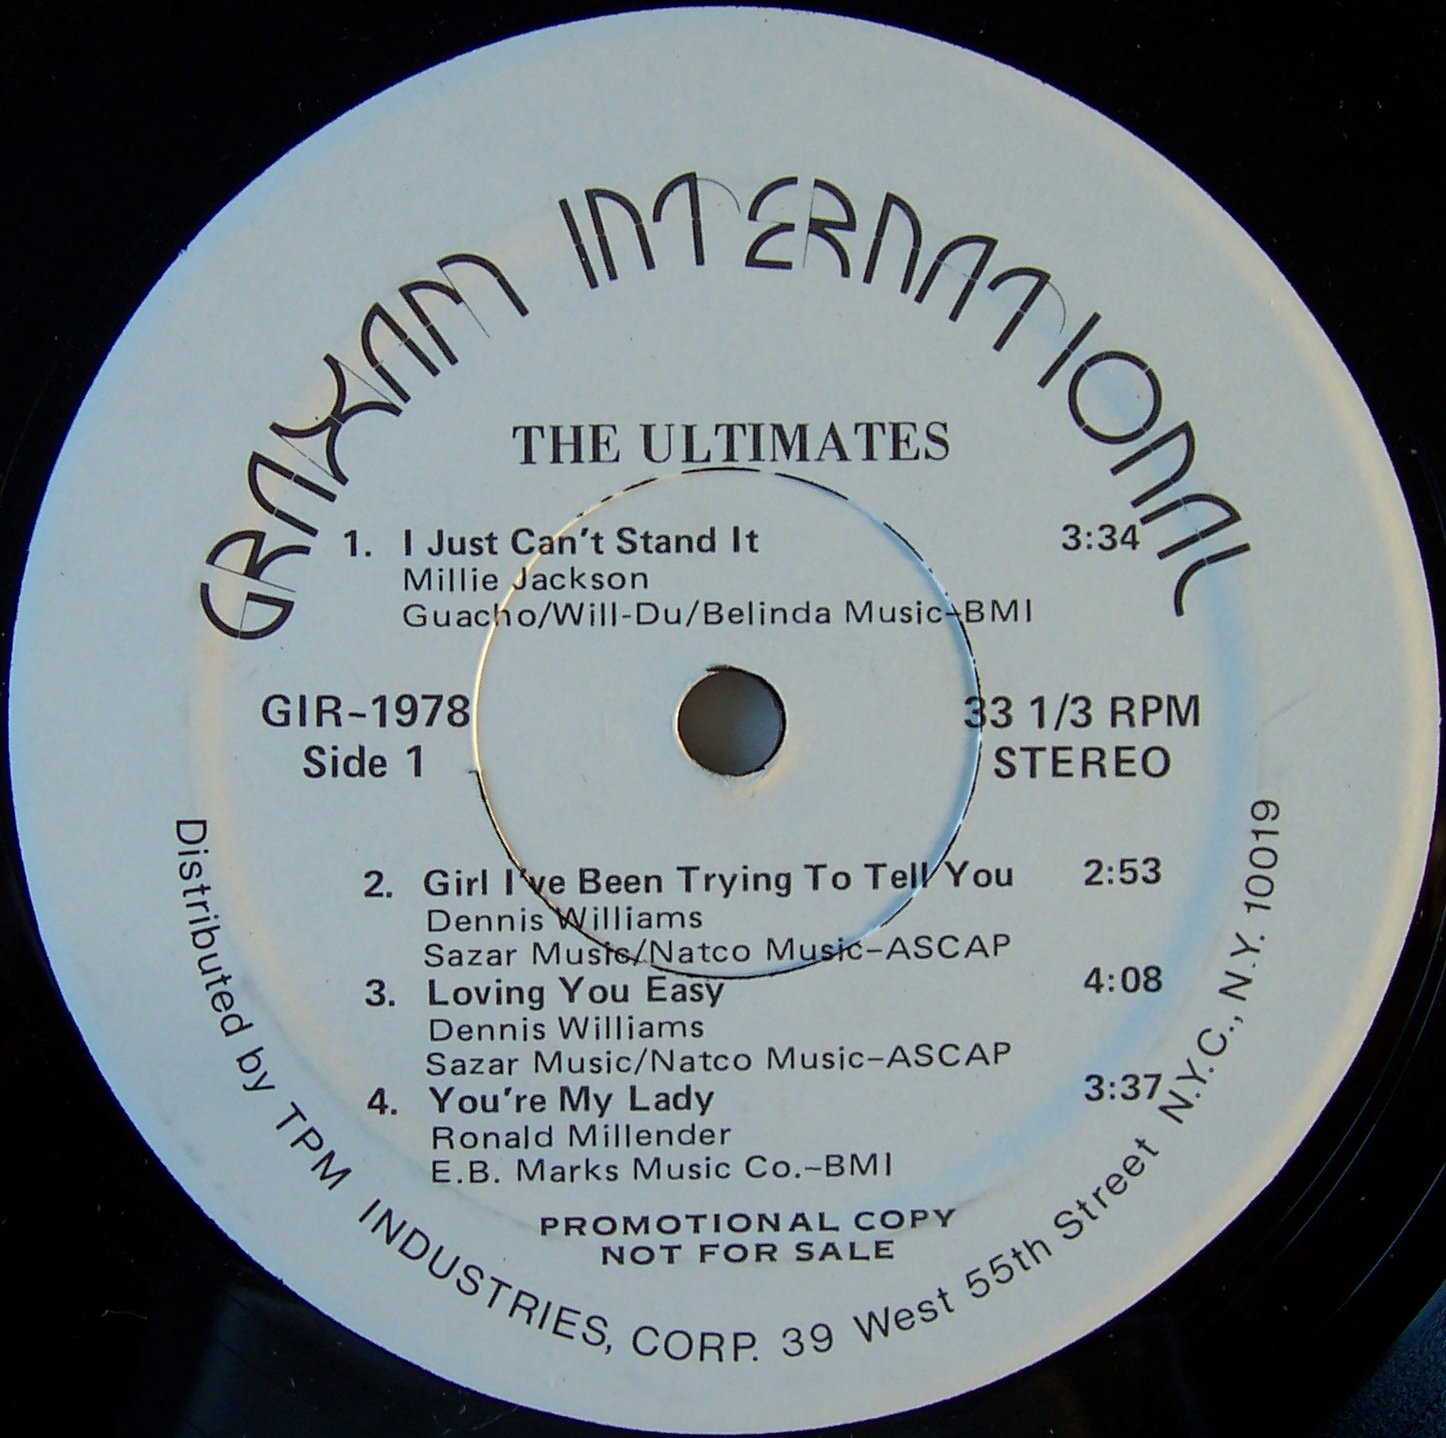 GRAXAM INTERNATIONAL
THE ULTIMATES
1. I Just Can't Stand It 3:34
Millie Jackson
Guacho/Will-Du/Belinda Music-BMI
GIR-1978 33 1/3 RPM
Side 1 STEREO
2. Girl I've Been Trying To Tell You 2:53
Dennis Williams
Sazar Music/Natco Music-ASCAP
3. Loving You Easy 4:08
Dennis Williams
Sazar Music/Natco Music-ASCAP
4. You're My Lady 3:37
Ronald Millender
E.B. Marks Music Co.-BMI
PROMOTIONAL COPY
NOT FOR SALE
Distributed by TPM INDUSTRIES, CORP. 39 West 55th Street N.Y.C., N.Y. 10019